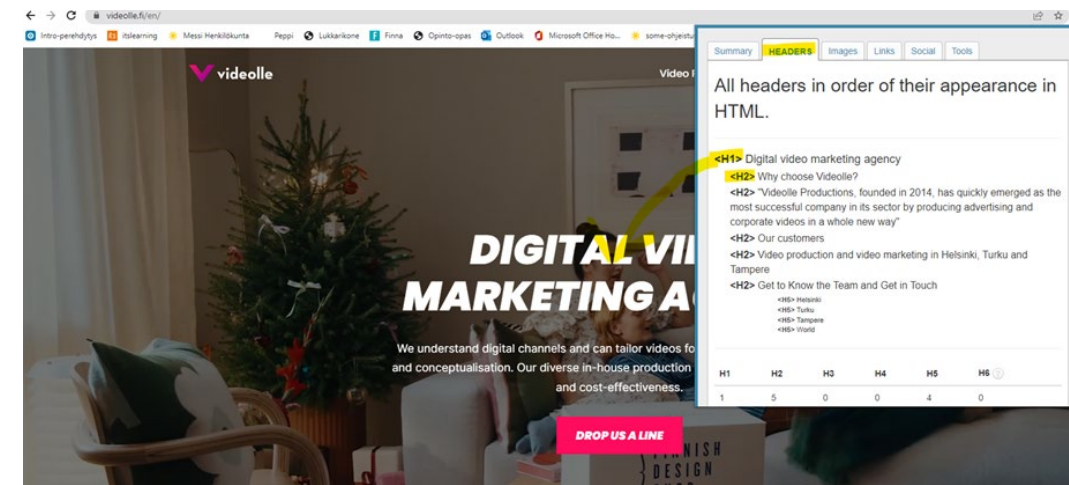 videolle.fi/en/
Intro-perehdytys itslearning Messi Henkilökunta Peppi Lukkarikone Finna Opinto-opas Outlook Microsoft Office Ho... some-ohjeistu
videolle
Video
Summary HEADERS Images Links Social Tools
All headers in order of their appearance in
HTML.
<H1> Digital video marketing agency
<H2> Why choose Videolle?
<H2> "Videolle Productions, founded in 2014, has quickly emerged as the
most successful company in its sector by producing advertising and
corporate videos in a whole new way"
<H2> Our customers
<H2> Video production and video marketing in Helsinki, Turku and
Tampere
<H2> Get to Know the Team and Get in Touch
<H5> Helsinki
<H5> Turku
<H5> Tampere
<H5> World
H1 H2 H3 H4 H5 H6
1 5 0 0 4 0
DIGITAL VI
MARKETING A
We understand digital channels and can tailor videos fo
and conceptualisation. Our diverse in-house production
and cost-effectiveness.
DROP US A LINE
DESIGN